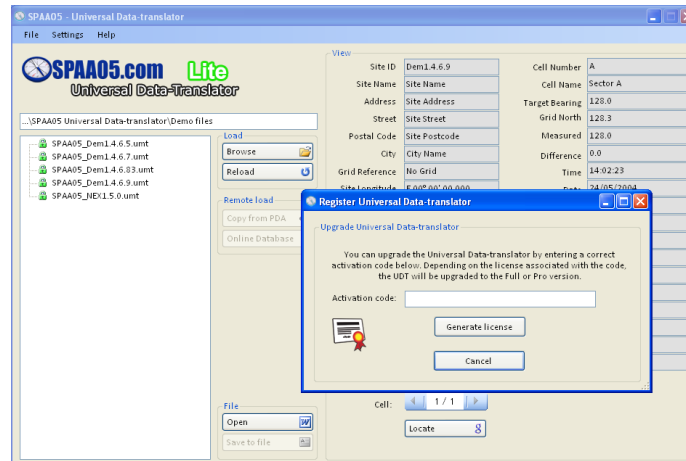 SPAA05 - Universal Data-translator
File Settings Help
SPAA05.com Lite
Universal Data-Translator
...\SPAA05 Universal Data-translator\Demo files
SPAA05_Dem1.4.6.5.umt
SPAA05_Dem1.4.6.7.umt
SPAA05_Dem1.4.6.83.umt
SPAA05_Dem1.4.6.9.umt
SPAA05_NEX1.5.0.umt
Load
Browse
Reload
Remote load
Copy from PDA
Online Database
File
Open
Save to file
View
Site ID Dem1.4.6.9 Cell Number A
Site Name Site Name Cell Name Sector A
Address Site Address Target Bearing 128.0
Street Site Street Grid North 128.3
Postal Code Site Postcode Measured 128.0
City City Name Difference 0.0
Grid Reference No Grid Time 14:02:23
Site Longitude E 00° 00' 00.000 Date 24/05/2004
Register Universal Data-translator
Upgrade Universal Data-translator
You can upgrade the Universal Data-translator by entering a correct
activation code below. Depending on the license associated with the code,
the UDT will be upgraded to the Full or Pro version.
Activation code:
Generate license
Cancel
Cell: 1 / 1
Locate